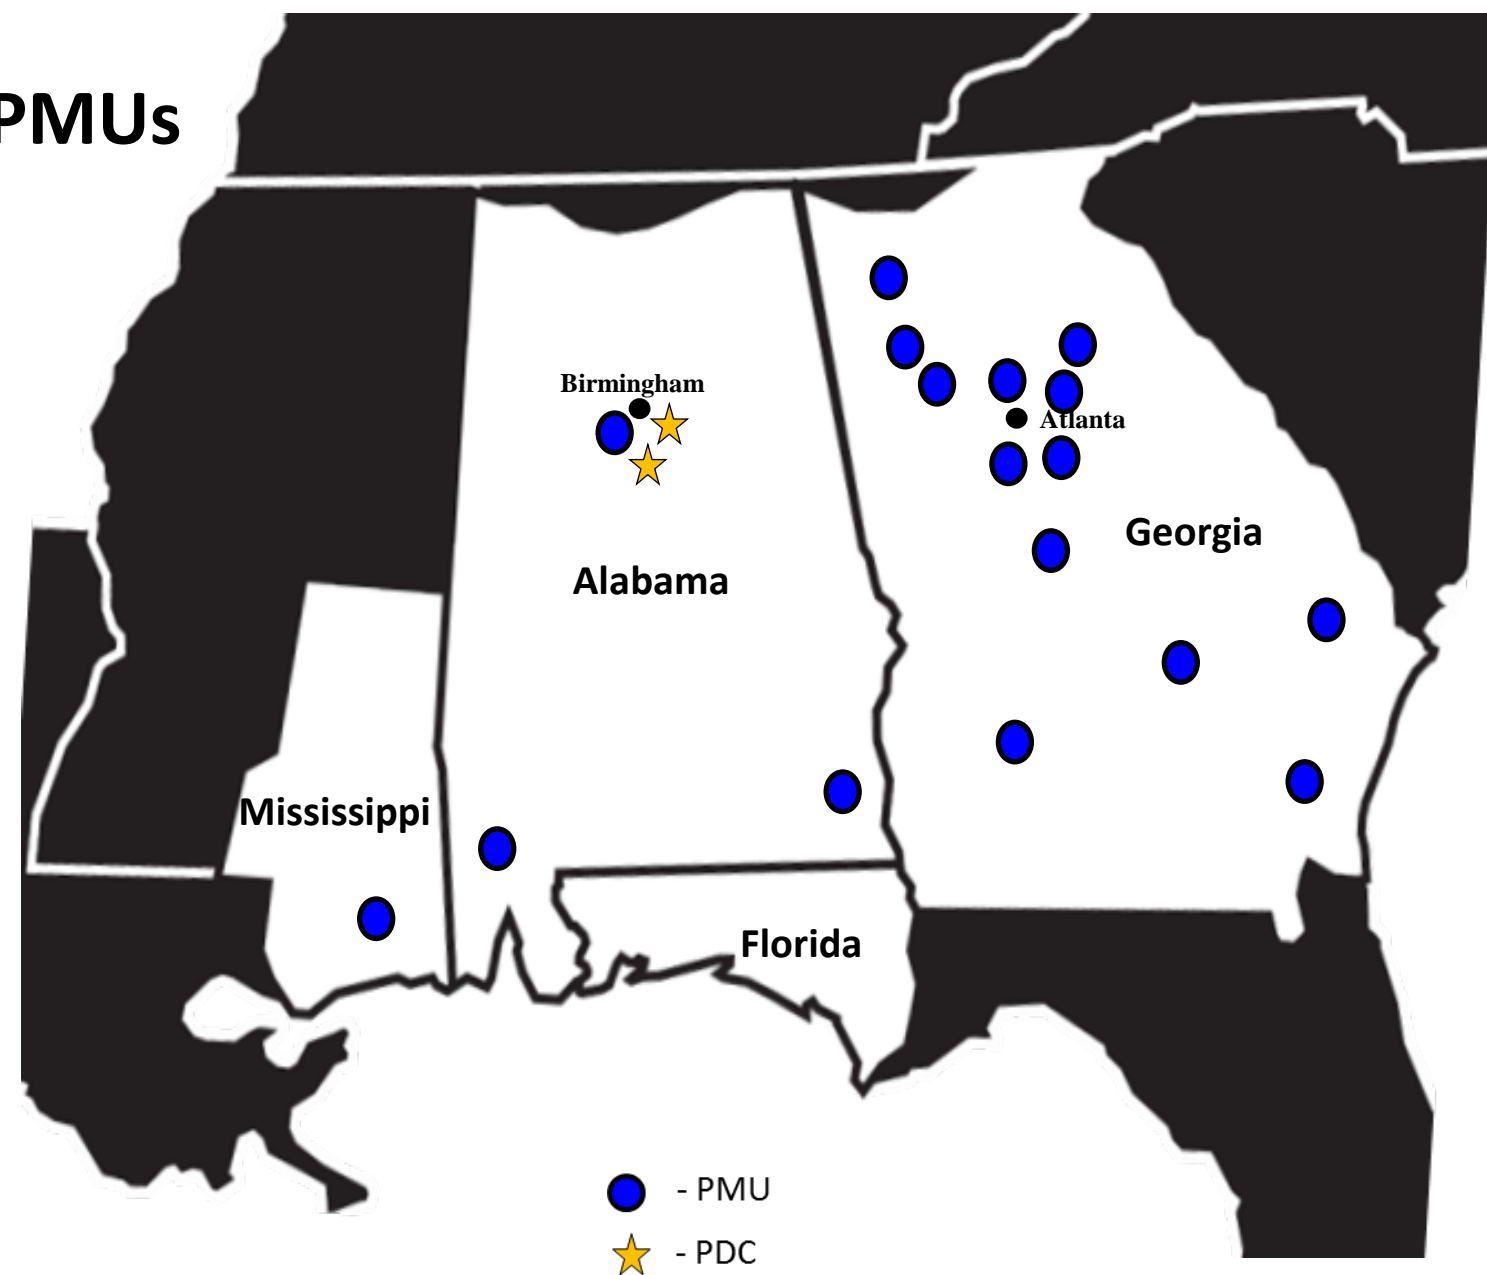 PMUs
Birmingham
Atlanta
Georgia
Alabama
Mississippi
Florida
- PMU
- PDC